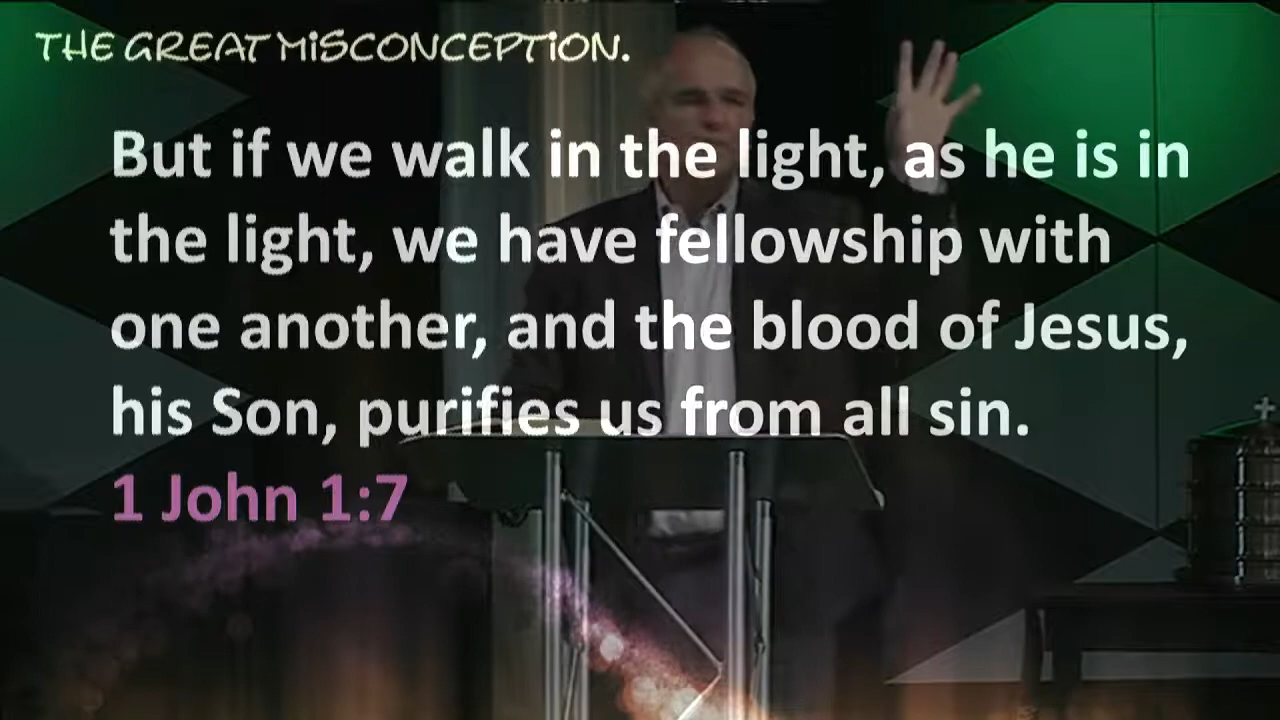 THE GREAT MISCONCEPTION.
But if we walk in the light, as he is in
the light, we have fellowship with
one another, and the blood of Jesus,
his Son, purifies us from all sin.
1 John 1:7